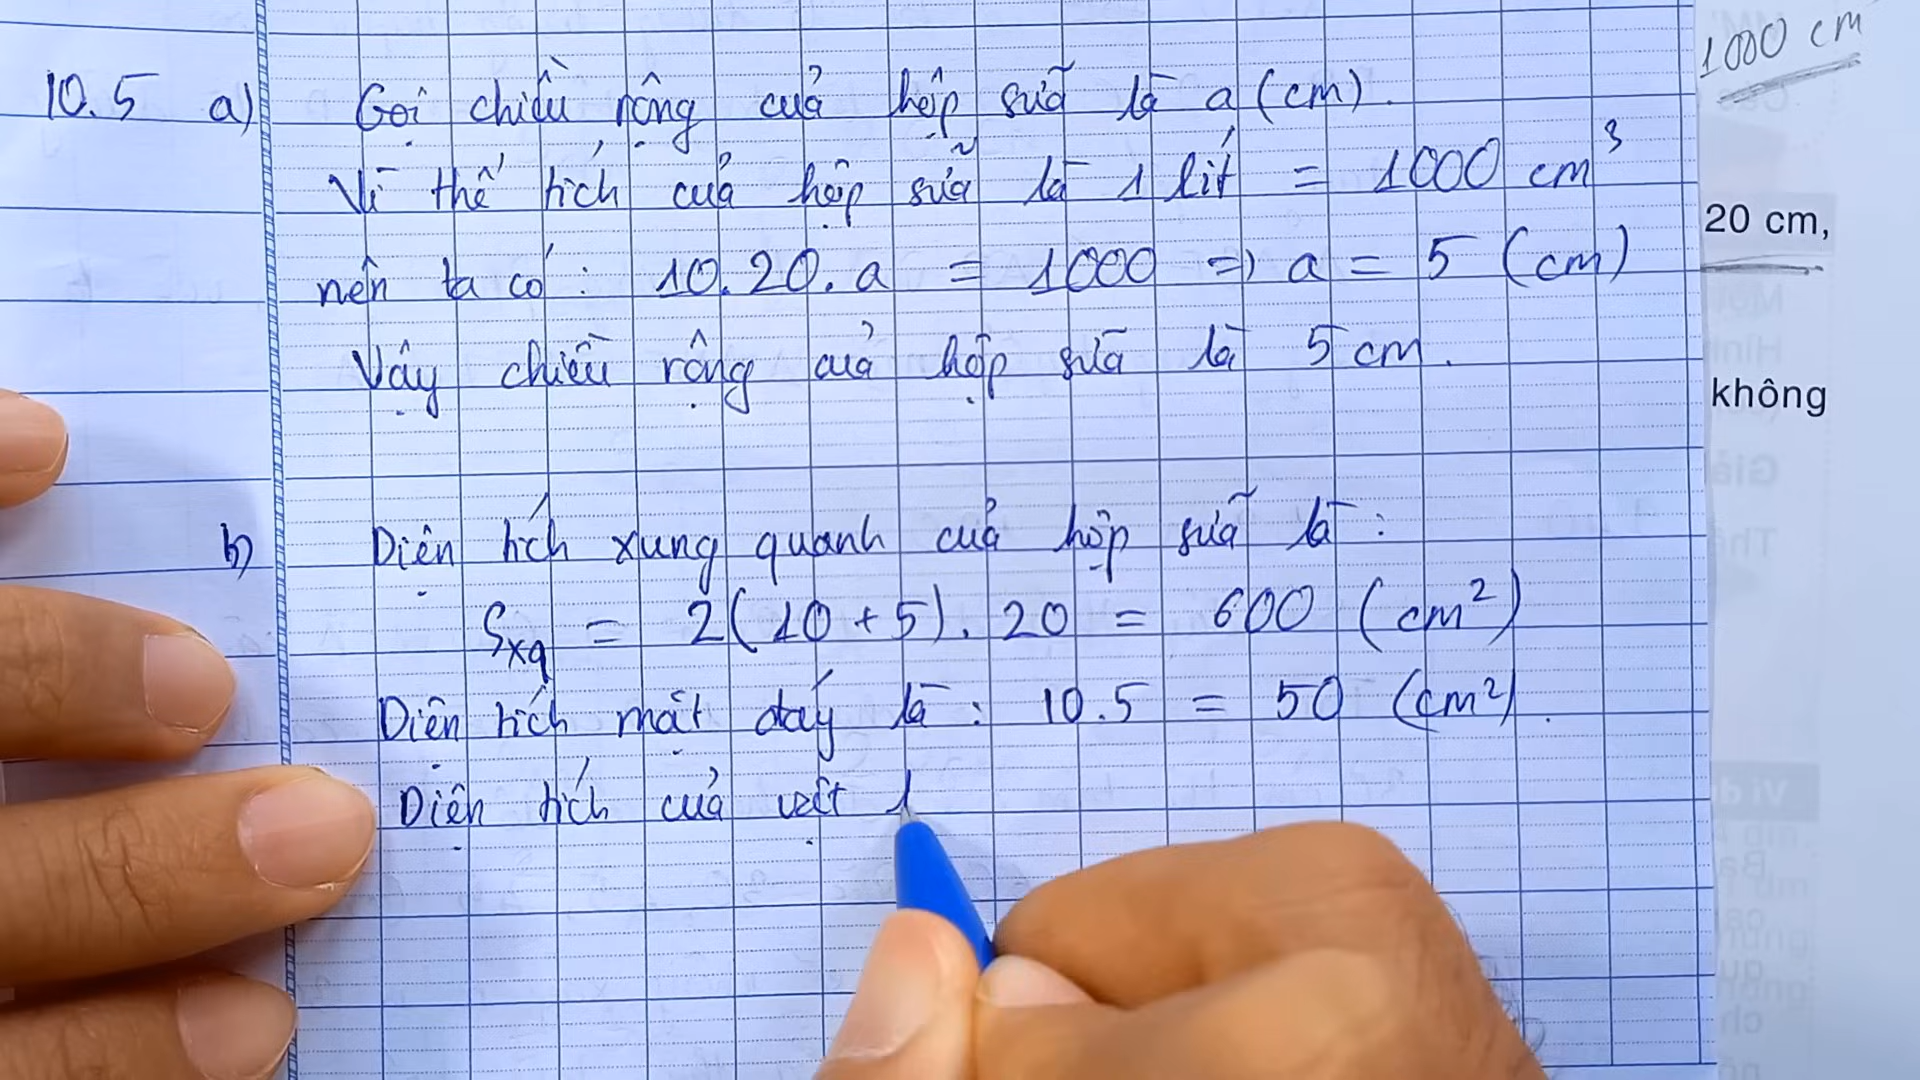 1000 cm
10.5 a) Gọi chiều rộng của hộp sữa là a (cm).
Vì thể tích của hộp sữa là 1 lít = 1000 cm³
nên ta có : 10.20.a = 1000 => a = 5 (cm)
20 cm,
Vậy chiều rộng của hộp sữa là 5 cm.
không
b) Diện tích xung quanh của hộp sữa là :
Sxq = 2(10 + 5). 20 = 600 (cm²)
Diện tích mặt đáy là : 10.5 = 50 (cm²).
Diện tích của vật